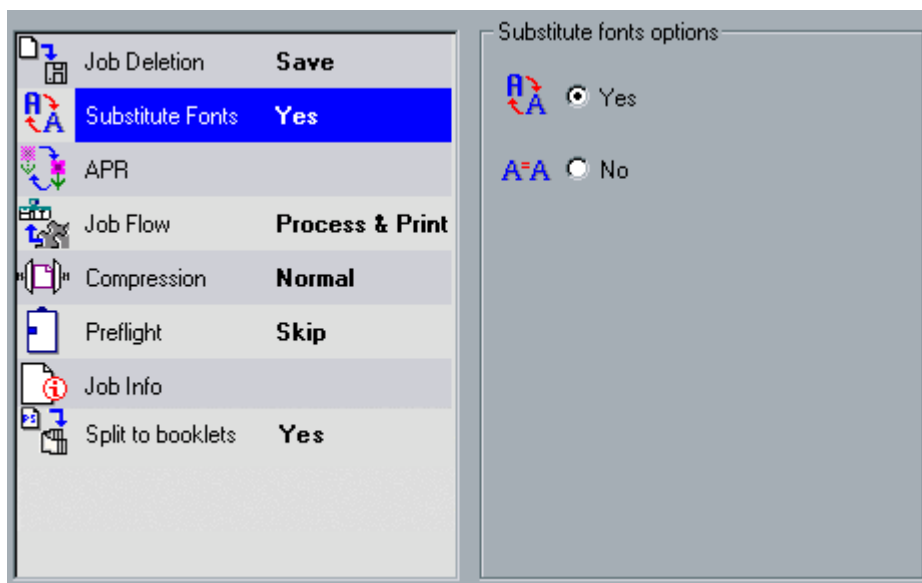 Job Deletion Save
Substitute Fonts Yes
APR
Job Flow Process & Print
Compression Normal
Preflight Skip
Job Info
Split to booklets Yes
Substitute fonts options
Yes
A=A No